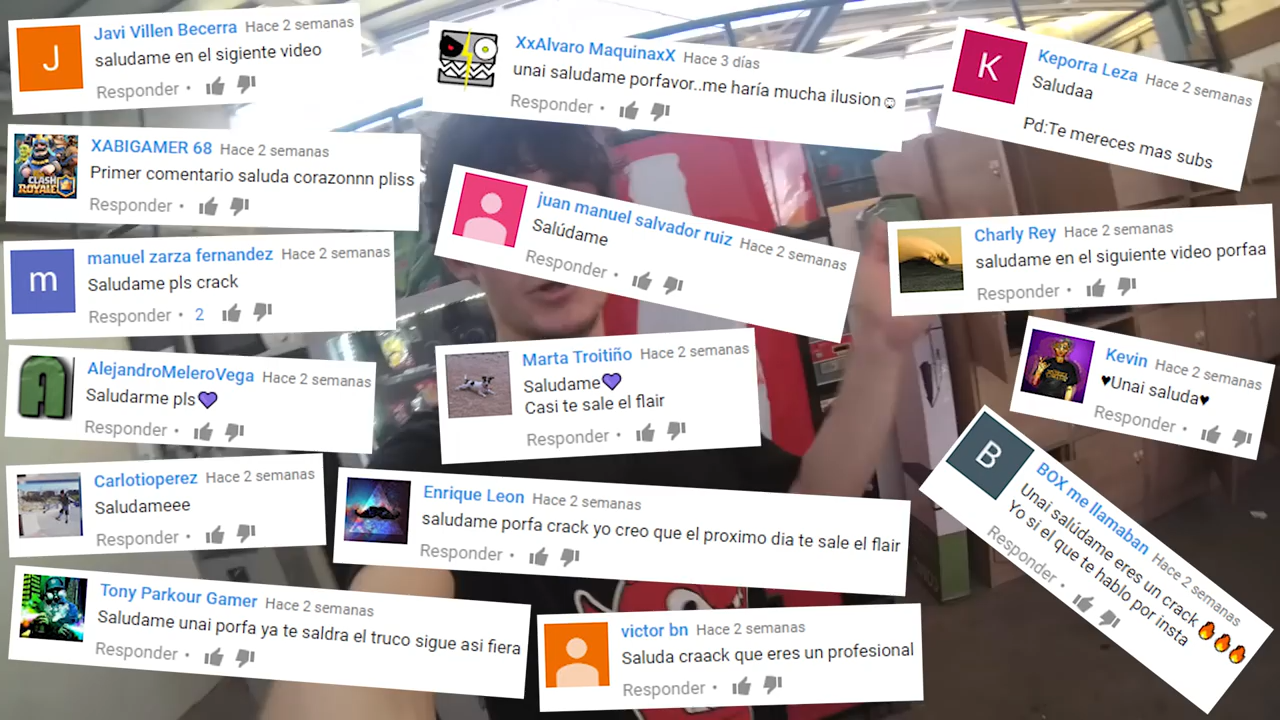 Javi Villen Becerra Hace 2 semanas
saludame en el sigiente video
Responder •
XxAlvaro MaquinaxX Hace 3 días
unai saludame porfavor..me haría mucha ilusion☺
Responder •
Keporra Leza Hace 2 semanas
Saludaa
Pd:Te mereces mas subs
XABIGAMER 68 Hace 2 semanas
Primer comentario saluda corazonnn pliss
Responder •
CLASH
ROYALE
juan manuel salvador ruiz Hace 2 semanas
Salúdame
Responder •
Charly Rey Hace 2 semanas
saludame en el siguiente video porfaa
Responder •
m
manuel zarza fernandez Hace 2 semanas
Saludame pls crack
Responder • 2
AlejandroMeleroVega Hace 2 semanas
Saludarme pls💜
Responder •
Marta Troitiño Hace 2 semanas
Saludame💜
Casi te sale el flair
Responder •
Kevin Hace 2 semanas
♥Unai saluda♥
Responder •
Carlotioperez Hace 2 semanas
Saludameee
Responder •
Enrique Leon Hace 2 semanas
saludame porfa crack yo creo que el proximo dia te sale el flair
Responder •
BOX me llamaban Hace 2 semanas
Unai salúdame eres un crack🔥🔥🔥
Yo si el que te hablo por insta
Responder •
Tony Parkour Gamer Hace 2 semanas
Saludame unai porfa ya te saldra el truco sigue asi fiera
Responder •
victor bn Hace 2 semanas
Saluda craack que eres un profesional
Responder •
J
K
A
B